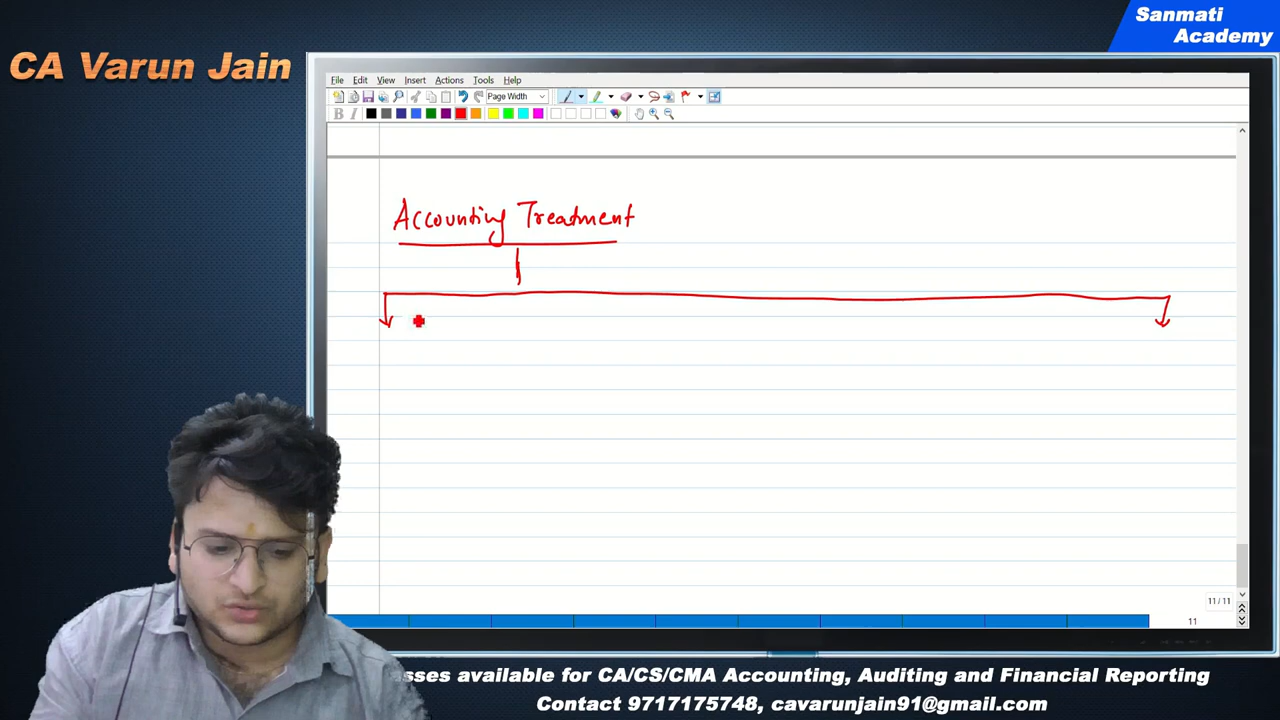 Sanmati
Academy
CA Varun Jain
File Edit View Insert Actions Tools Help
Page Width
B I
Accounting Treatment
11/11
11
asses available for CA/CS/CMA Accounting, Auditing and Financial Reporting
Contact 9717175748, cavarunjain91@gmail.com